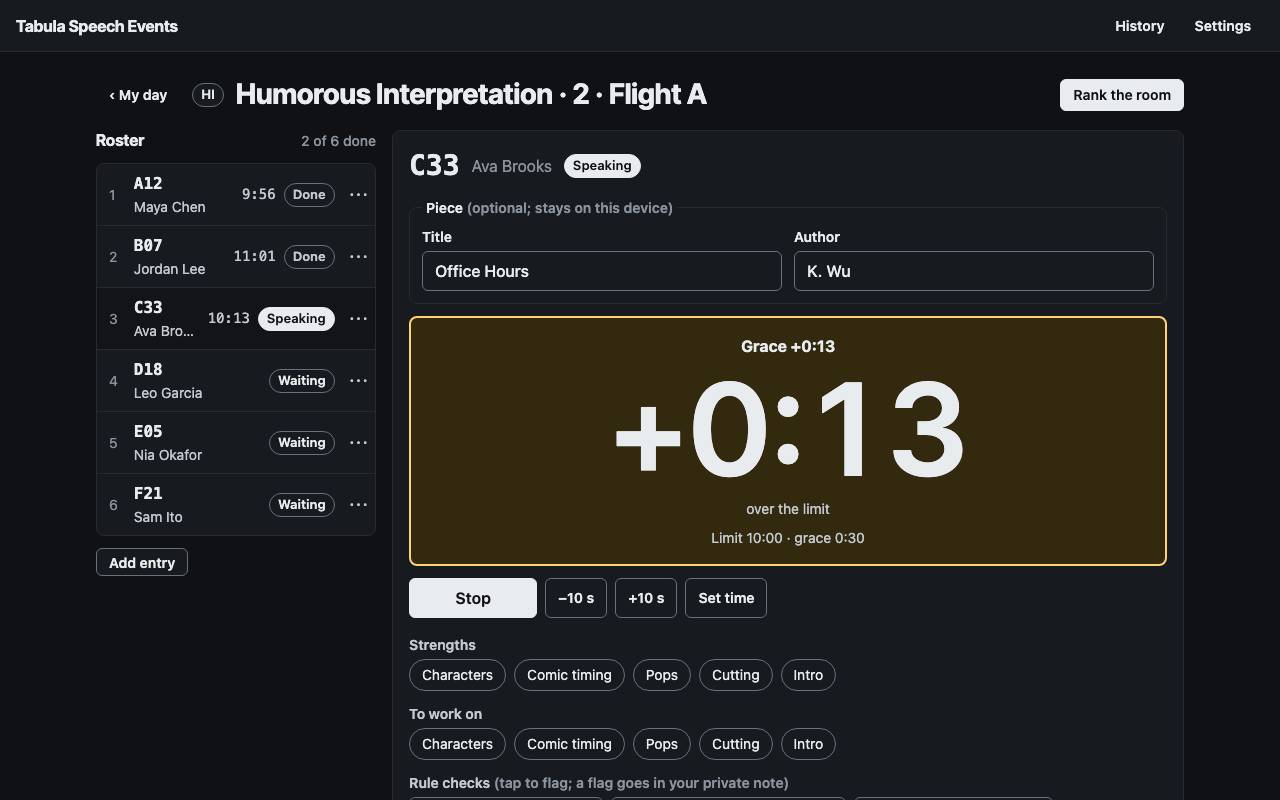 Tabula Speech Events
History
Settings
‹ My day
HI
Humorous Interpretation · 2 · Flight A
Rank the room
Roster
2 of 6 done
1
A12
Maya Chen
9:56
Done
2
B07
Jordan Lee
11:01
Done
3
C33
Ava Bro...
10:13
Speaking
4
D18
Leo Garcia
Waiting
5
E05
Nia Okafor
Waiting
6
F21
Sam Ito
Waiting
Add entry
C33
Ava Brooks
Speaking
Piece (optional; stays on this device)
Title
Author
Office Hours
K. Wu
Grace +0:13
+0:13
over the limit
Limit 10:00 · grace 0:30
Stop
−10 s
+10 s
Set time
Strengths
Characters
Comic timing
Pops
Cutting
Intro
To work on
Characters
Comic timing
Pops
Cutting
Intro
Rule checks (tap to flag; a flag goes in your private note)